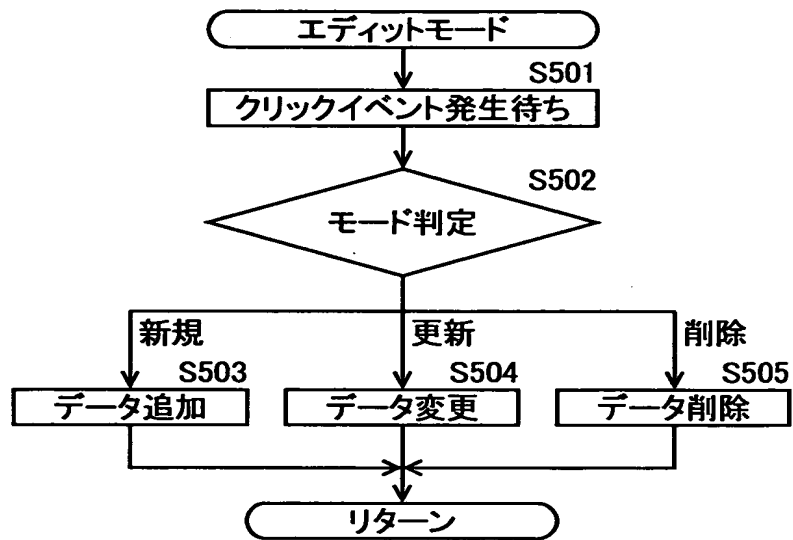 エディットモード
S501
クリックイベント発生待ち
S502
モード判定
新規
更新
削除
S503
S504
S505
データ追加
データ変更
データ削除
リターン